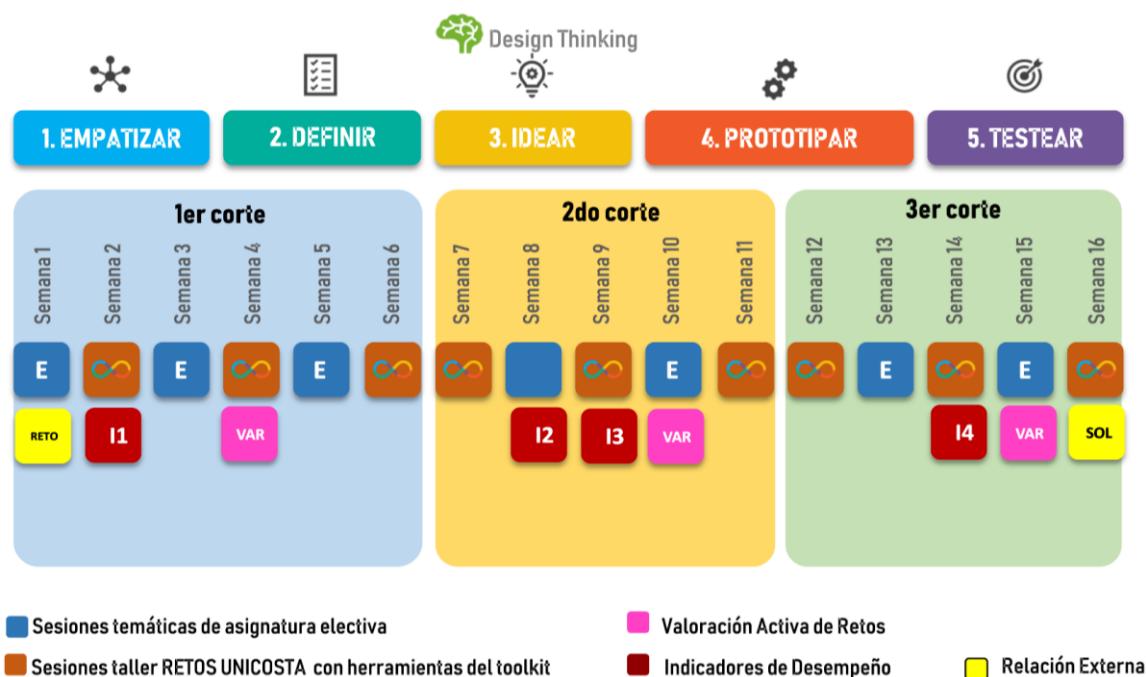 Design Thinking
1. EMPATIZAR
2. DEFINIR
3. IDEAR
4. PROTOTIPAR
5. TESTEAR
1er corte
2do corte
3er corte
Semana 1
Semana 2
Semana 3
Semana 4
Semana 5
Semana 6
Semana 7
Semana 8
Semana 9
Semana 10
Semana 11
Semana 12
Semana 13
Semana 14
Semana 15
Semana 16
E
E
E
E
E
E
RETO
I1
VAR
I2
I3
VAR
I4
VAR
SOL
Sesiones temáticas de asignatura electiva
Valoración Activa de Retos
Sesiones taller RETOS UNICOSTA con herramientas del toolkit
Indicadores de Desempeño
Relación Externa